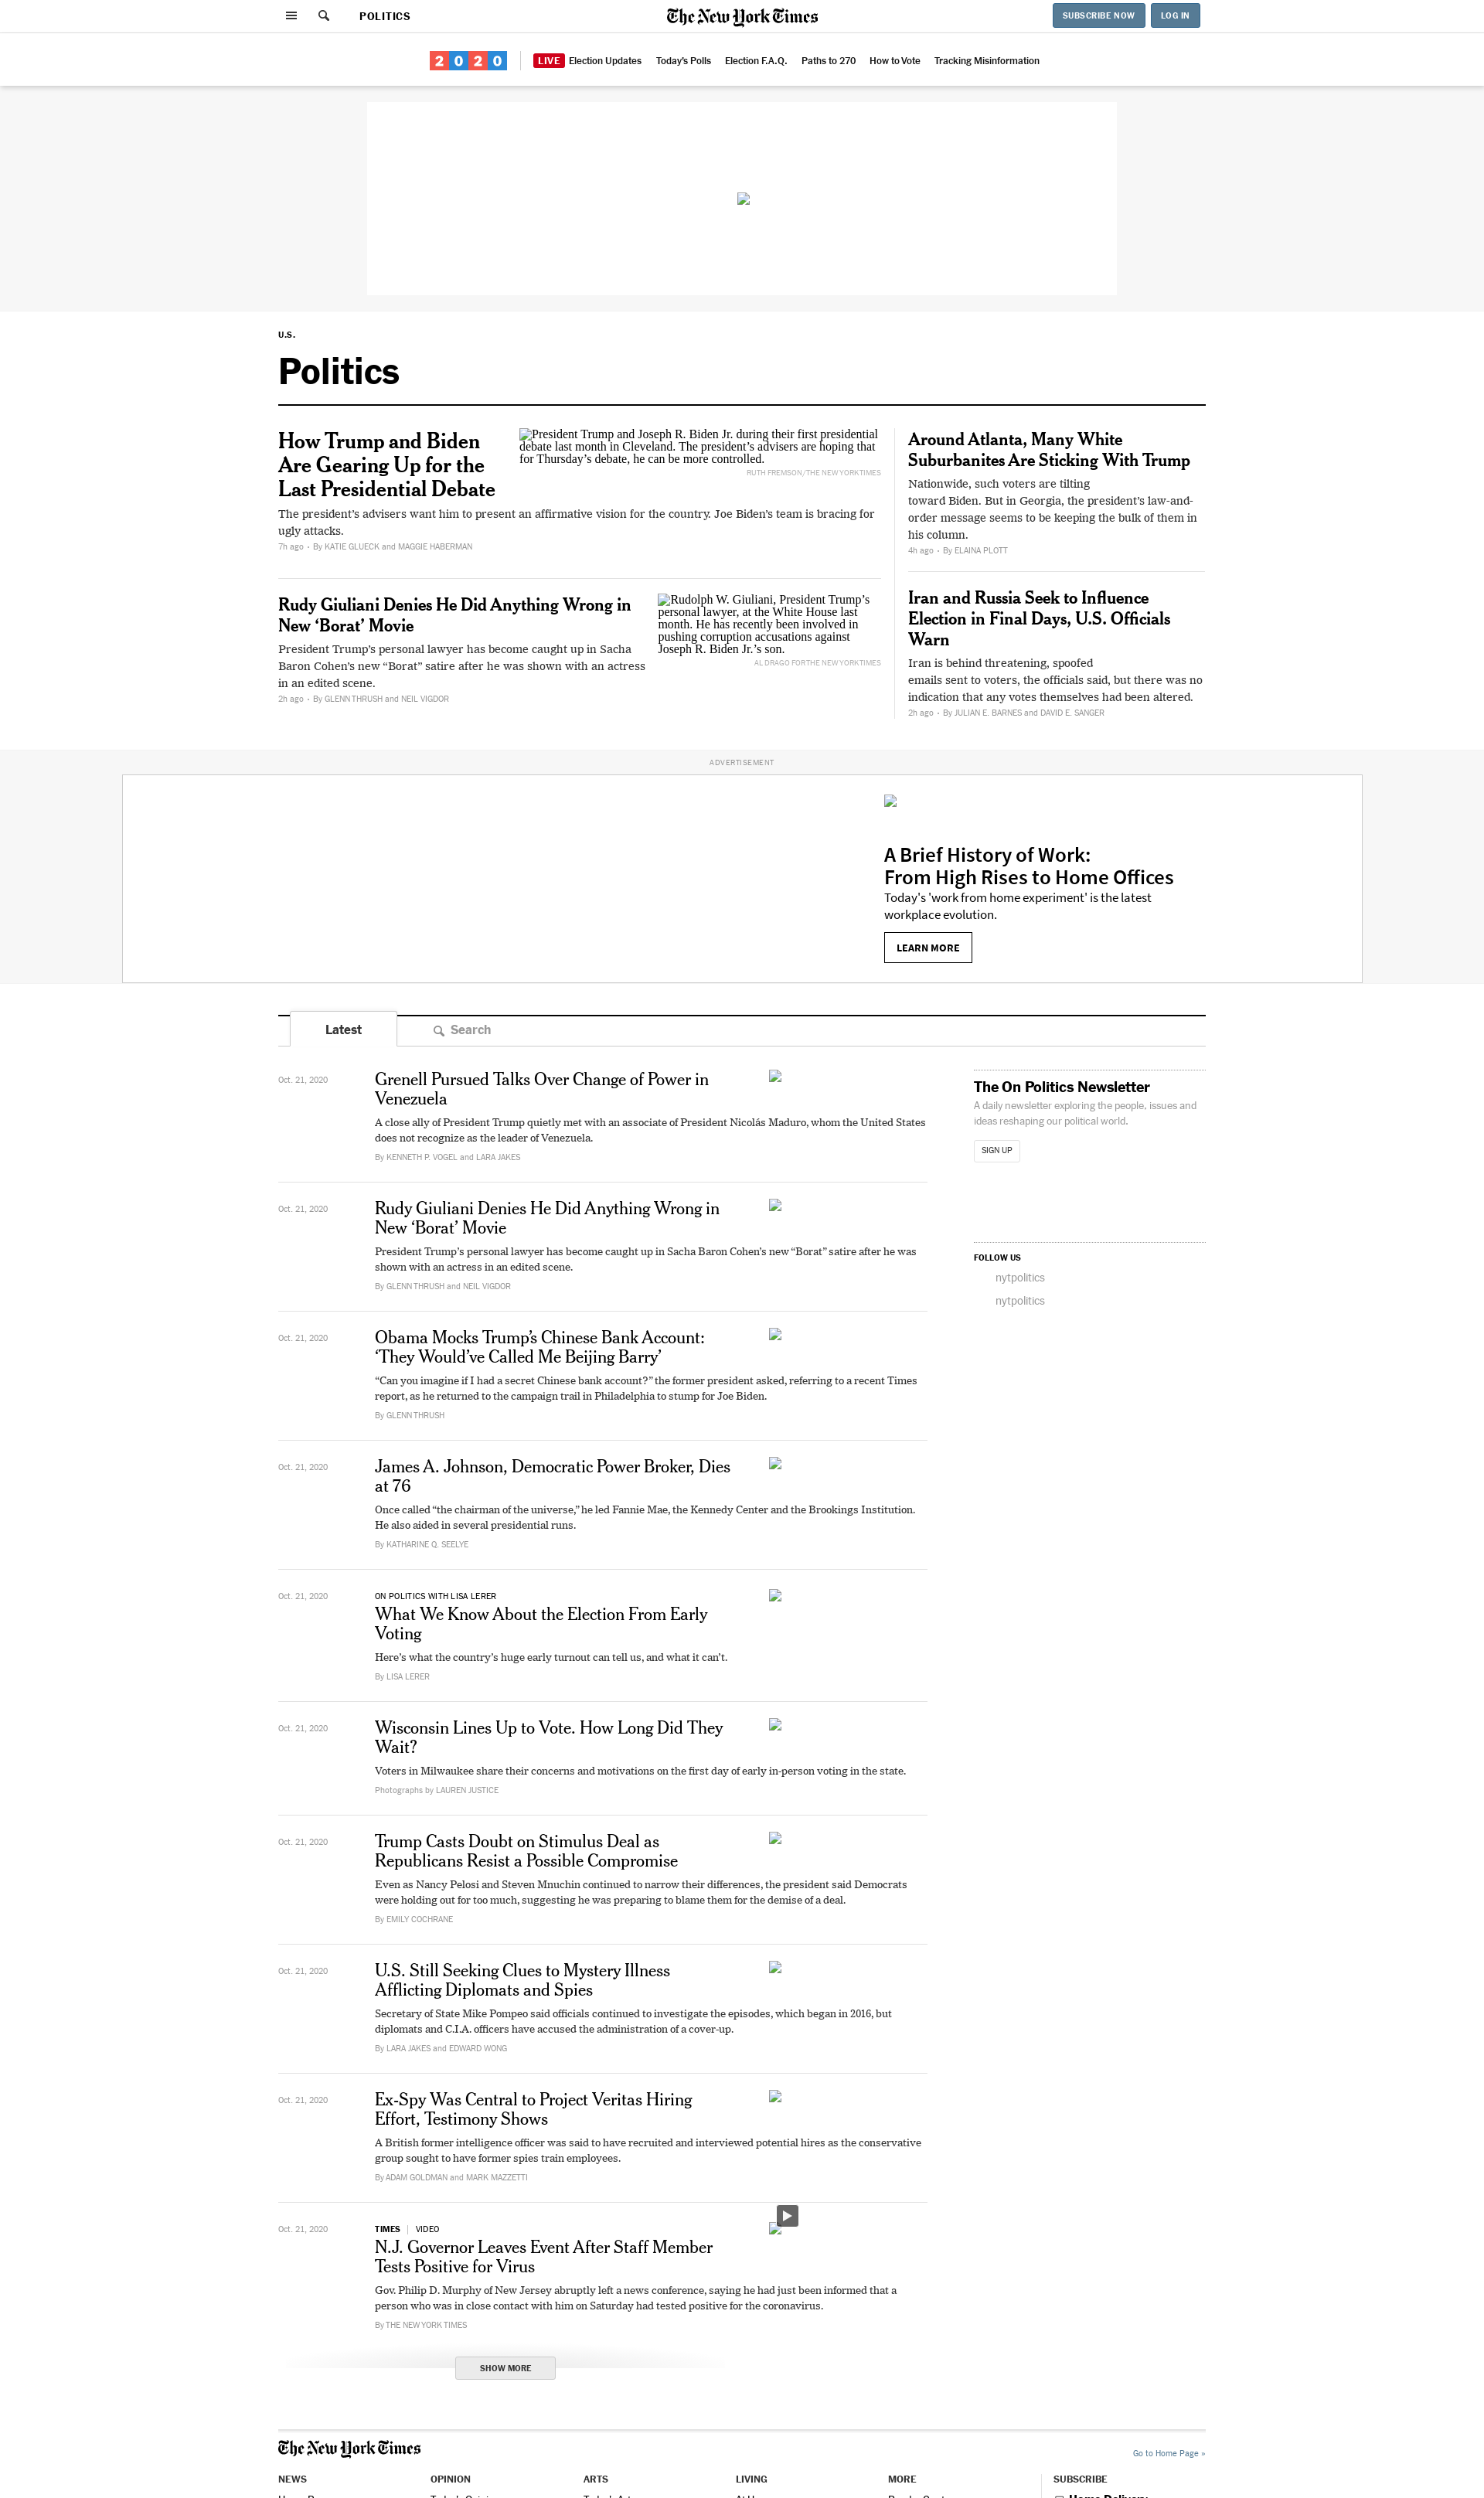 POLITICS
The New York Times
SUBSCRIBE NOW
LOG IN
2020
LIVE Election Updates
Today's Polls
Election F.A.Q.
Paths to 270
How to Vote
Tracking Misinformation
U.S.
Politics
How Trump and Biden
Are Gearing Up for the
Last Presidential Debate
President Trump and Joseph R. Biden Jr. during their first presidential
debate last month in Cleveland. The president's advisers are hoping that
for Thursday's debate, he can be more controlled.
RUTH FREMSON/THE NEW YORK TIMES
The president's advisers want him to present an affirmative vision for the country. Joe Biden's team is bracing for
ugly attacks.
7h ago • By KATIE GLUECK and MAGGIE HABERMAN
Rudy Giuliani Denies He Did Anything Wrong in
New ‘Borat’ Movie
President Trump's personal lawyer has become caught up in Sacha
Baron Cohen's new “Borat” satire after he was shown with an actress
in an edited scene.
2h ago • By GLENN THRUSH and NEIL VIGDOR
Rudolph W. Giuliani, President Trump's
personal lawyer, at the White House last
month. He has recently been involved in
pushing corruption accusations against
Joseph R. Biden Jr.'s son.
AL DRAGO FOR THE NEW YORK TIMES
Around Atlanta, Many White
Suburbanites Are Sticking With Trump
Nationwide, such voters are tilting
toward Biden. But in Georgia, the president's law-and-
order message seems to be keeping the bulk of them in
his column.
4h ago • By ELAINA PLOTT
Iran and Russia Seek to Influence
Election in Final Days, U.S. Officials
Warn
Iran is behind threatening, spoofed
emails sent to voters, the officials said, but there was no
indication that any votes themselves had been altered.
2h ago • By JULIAN E. BARNES and DAVID E. SANGER
ADVERTISEMENT
A Brief History of Work:
From High Rises to Home Offices
Today's 'work from home experiment' is the latest
workplace evolution.
LEARN MORE
Latest
Search
Oct. 21, 2020
Grenell Pursued Talks Over Change of Power in
Venezuela
A close ally of President Trump quietly met with an associate of President Nicolás Maduro, whom the United States
does not recognize as the leader of Venezuela.
By KENNETH P. VOGEL and LARA JAKES
The On Politics Newsletter
A daily newsletter exploring the people, issues and
ideas reshaping our political world.
SIGN UP
FOLLOW US
nytpolitics
nytpolitics
Oct. 21, 2020
Rudy Giuliani Denies He Did Anything Wrong in
New ‘Borat’ Movie
President Trump's personal lawyer has become caught up in Sacha Baron Cohen's new “Borat” satire after he was
shown with an actress in an edited scene.
By GLENN THRUSH and NEIL VIGDOR
Oct. 21, 2020
Obama Mocks Trump's Chinese Bank Account:
‘They Would've Called Me Beijing Barry’
“Can you imagine if I had a secret Chinese bank account?” the former president asked, referring to a recent Times
report, as he returned to the campaign trail in Philadelphia to stump for Joe Biden.
By GLENN THRUSH
Oct. 21, 2020
James A. Johnson, Democratic Power Broker, Dies
at 76
Once called “the chairman of the universe,” he led Fannie Mae, the Kennedy Center and the Brookings Institution.
He also aided in several presidential runs.
By KATHARINE Q. SEELYE
Oct. 21, 2020
ON POLITICS WITH LISA LERER
What We Know About the Election From Early
Voting
Here's what the country's huge early turnout can tell us, and what it can't.
By LISA LERER
Oct. 21, 2020
Wisconsin Lines Up to Vote. How Long Did They
Wait?
Voters in Milwaukee share their concerns and motivations on the first day of early in-person voting in the state.
Photographs by LAUREN JUSTICE
Oct. 21, 2020
Trump Casts Doubt on Stimulus Deal as
Republicans Resist a Possible Compromise
Even as Nancy Pelosi and Steven Mnuchin continued to narrow their differences, the president said Democrats
were holding out for too much, suggesting he was preparing to blame them for the demise of a deal.
By EMILY COCHRANE
Oct. 21, 2020
U.S. Still Seeking Clues to Mystery Illness
Afflicting Diplomats and Spies
Secretary of State Mike Pompeo said officials continued to investigate the episodes, which began in 2016, but
diplomats and C.I.A. officers have accused the administration of a cover-up.
By LARA JAKES and EDWARD WONG
Oct. 21, 2020
Ex-Spy Was Central to Project Veritas Hiring
Effort, Testimony Shows
A British former intelligence officer was said to have recruited and interviewed potential hires as the conservative
group sought to have former spies train employees.
By ADAM GOLDMAN and MARK MAZZETTI
Oct. 21, 2020
TIMES | VIDEO
N.J. Governor Leaves Event After Staff Member
Tests Positive for Virus
Gov. Philip D. Murphy of New Jersey abruptly left a news conference, saying he had just been informed that a
person who was in close contact with him on Saturday had tested positive for the coronavirus.
By THE NEW YORK TIMES
SHOW MORE
The New York Times
Go to Home Page »
NEWS
OPINION
ARTS
LIVING
MORE
SUBSCRIBE